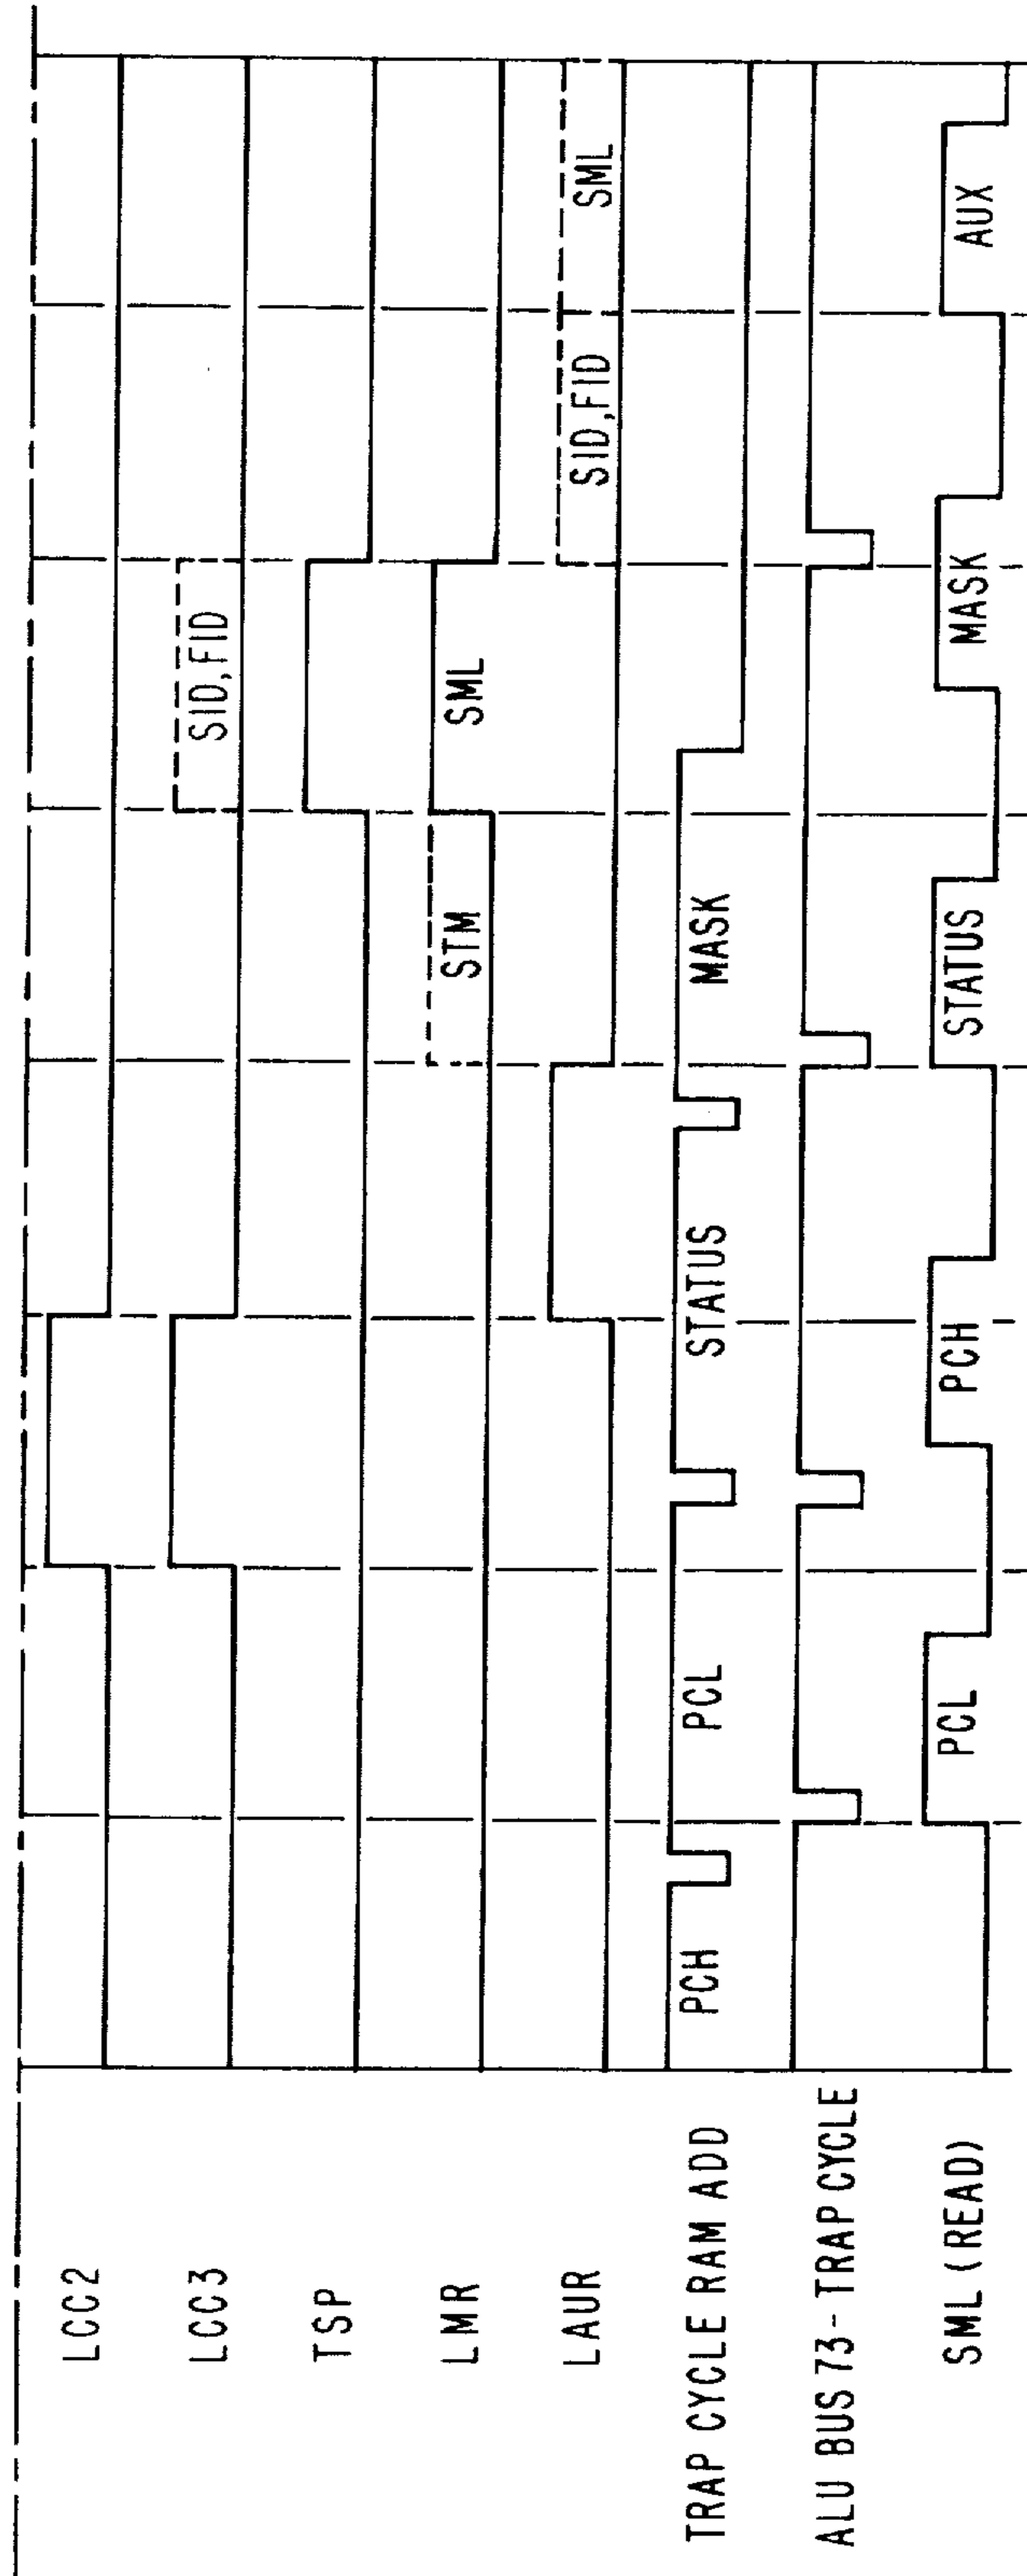 LCC2
LCC3 SID,FID
TSP
LMR STM SML
LAUR SID,FID SML
TRAP CYCLE RAM ADD PCH PCL STATUS MASK
ALU BUS 73 - TRAP CYCLE
SML (READ) PCL PCH STATUS MASK AUX